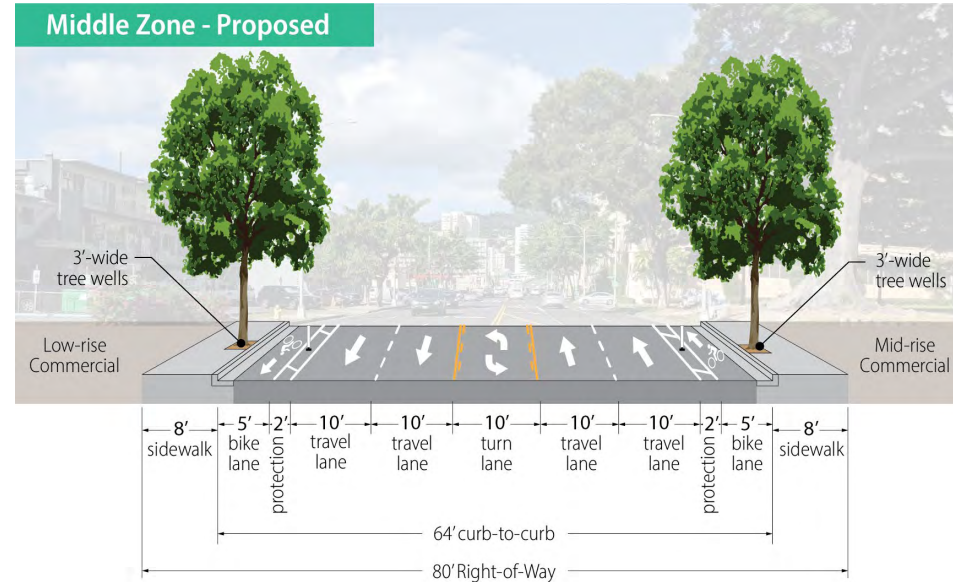 Middle Zone - Proposed
3'-wide
tree wells
3'-wide
tree wells
Low-rise
Commercial
Mid-rise
Commercial
8'
sidewalk
5'
bike
lane
2'
protection
10'
travel
lane
10'
travel
lane
10'
turn
lane
10'
travel
lane
10'
travel
lane
2'
protection
5'
bike
lane
8'
sidewalk
64' curb-to-curb
80' Right-of-Way